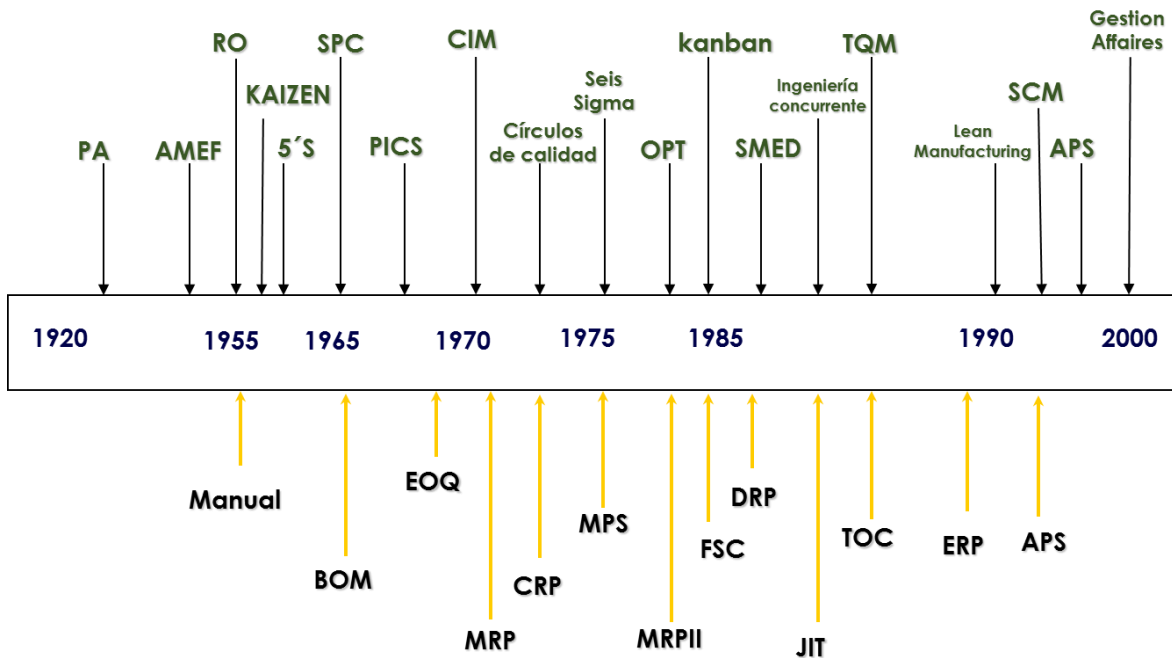 Gestion
Affaires
RO
SPC
CIM
kanban
TQM
KAIZEN
Seis
Sigma
Ingeniería
concurrente
SCM
PA
AMEF
5´S
PICS
Círculos
de calidad
OPT
SMED
Lean
Manufacturing
APS
1920
1955
1965
1970
1975
1985
1990
2000
Manual
EOQ
DRP
BOM
MPS
FSC
TOC
ERP
APS
CRP
MRP
MRPII
JIT